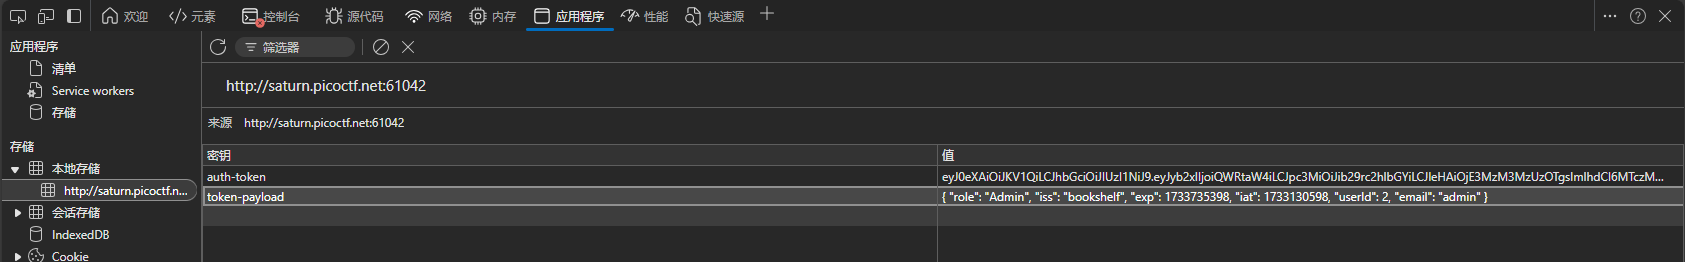 欢迎 元素 控制台 源代码 网络 内存 应用程序 性能 快速源
应用程序
筛选器
清单
Service workers
http://saturn.picoctf.net:61042
存储
来源 http://saturn.picoctf.net:61042
存储
密钥 值
本地存储
auth-token
http://saturn.picoctf.n...
token-payload { "role": "Admin", "iss": "bookshelf", "exp": 1733735398, "iat": 1733130598, "userId": 2, "email": "admin" }
会话存储
IndexedDB
Cookie